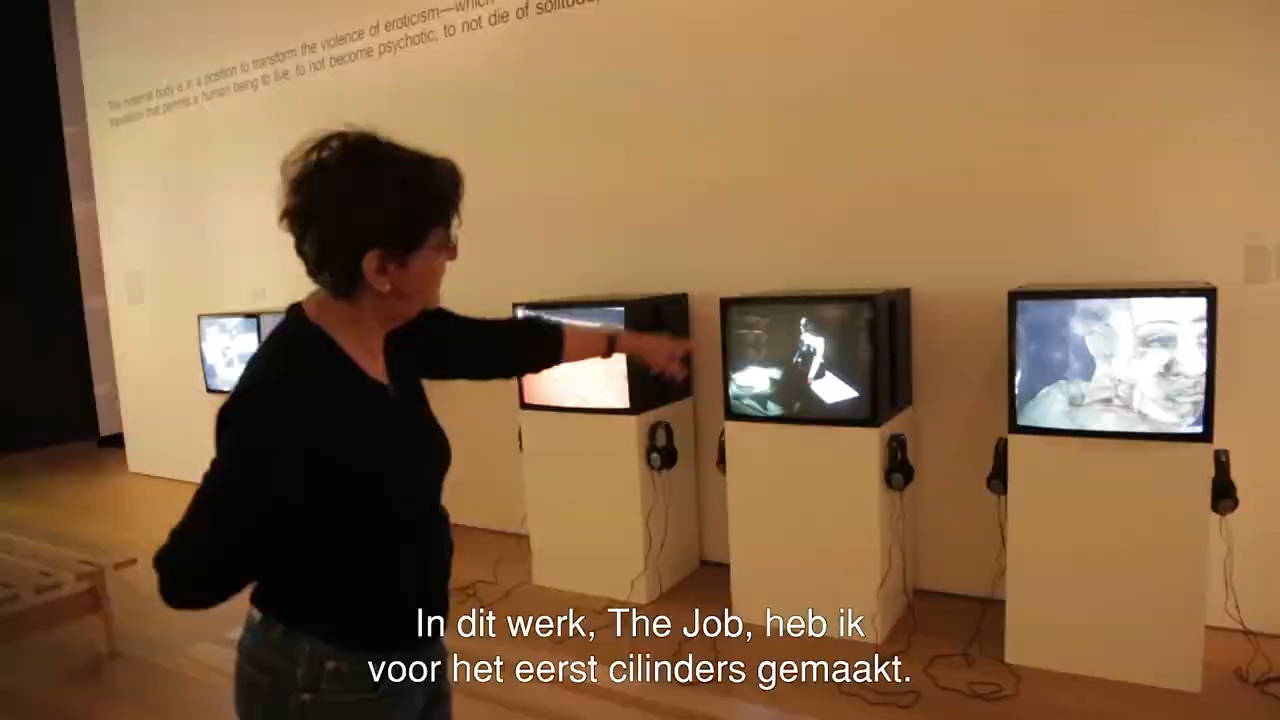 The maternal body is in a position to transform the violence of eroticism—which
translation that permits a human being to live, to not become psychotic, to not die of solitude,
In dit werk, The Job, heb ik
voor het eerst cilinders gemaakt.